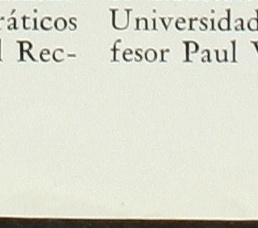 ráticos
l Rec-
Universidad
fesor Paul